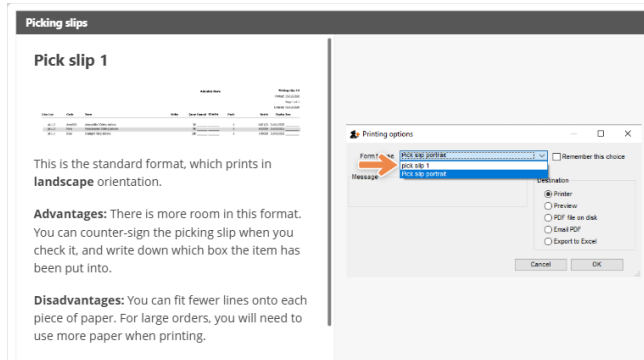 Picking slips
Pick slip 1
This is the standard format, which prints in
landscape orientation.
Advantages: There is more room in this format.
You can counter-sign the picking slip when you
check it, and write down which box the item has
been put into.
Disadvantages: You can fit fewer lines onto each
piece of paper. For large orders, you will need to
use more paper when printing.
Printing options
Pick slip portrait
Remember this choice
pick slip 1
Pick slip portrait
Message
Destination
Printer
Preview
PDF file on disk
Email PDF
Export to Excel
Cancel
OK